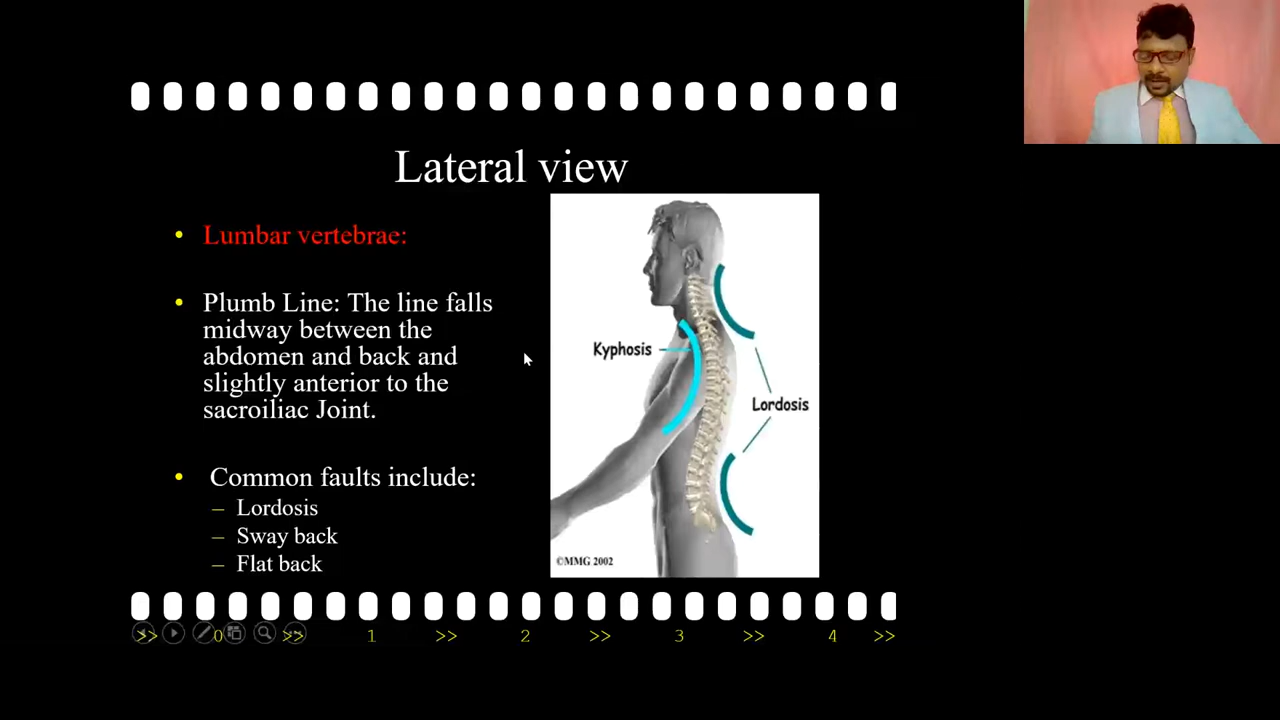 Lateral view
• Lumbar vertebrae:
• Plumb Line: The line falls
midway between the
abdomen and back and
slightly anterior to the
sacroiliac Joint.
• Common faults include:
– Lordosis
– Sway back
– Flat back
Kyphosis
Lordosis
©MMG 2002
>> 0 >> 1 >> 2 >> 3 >> 4 >>